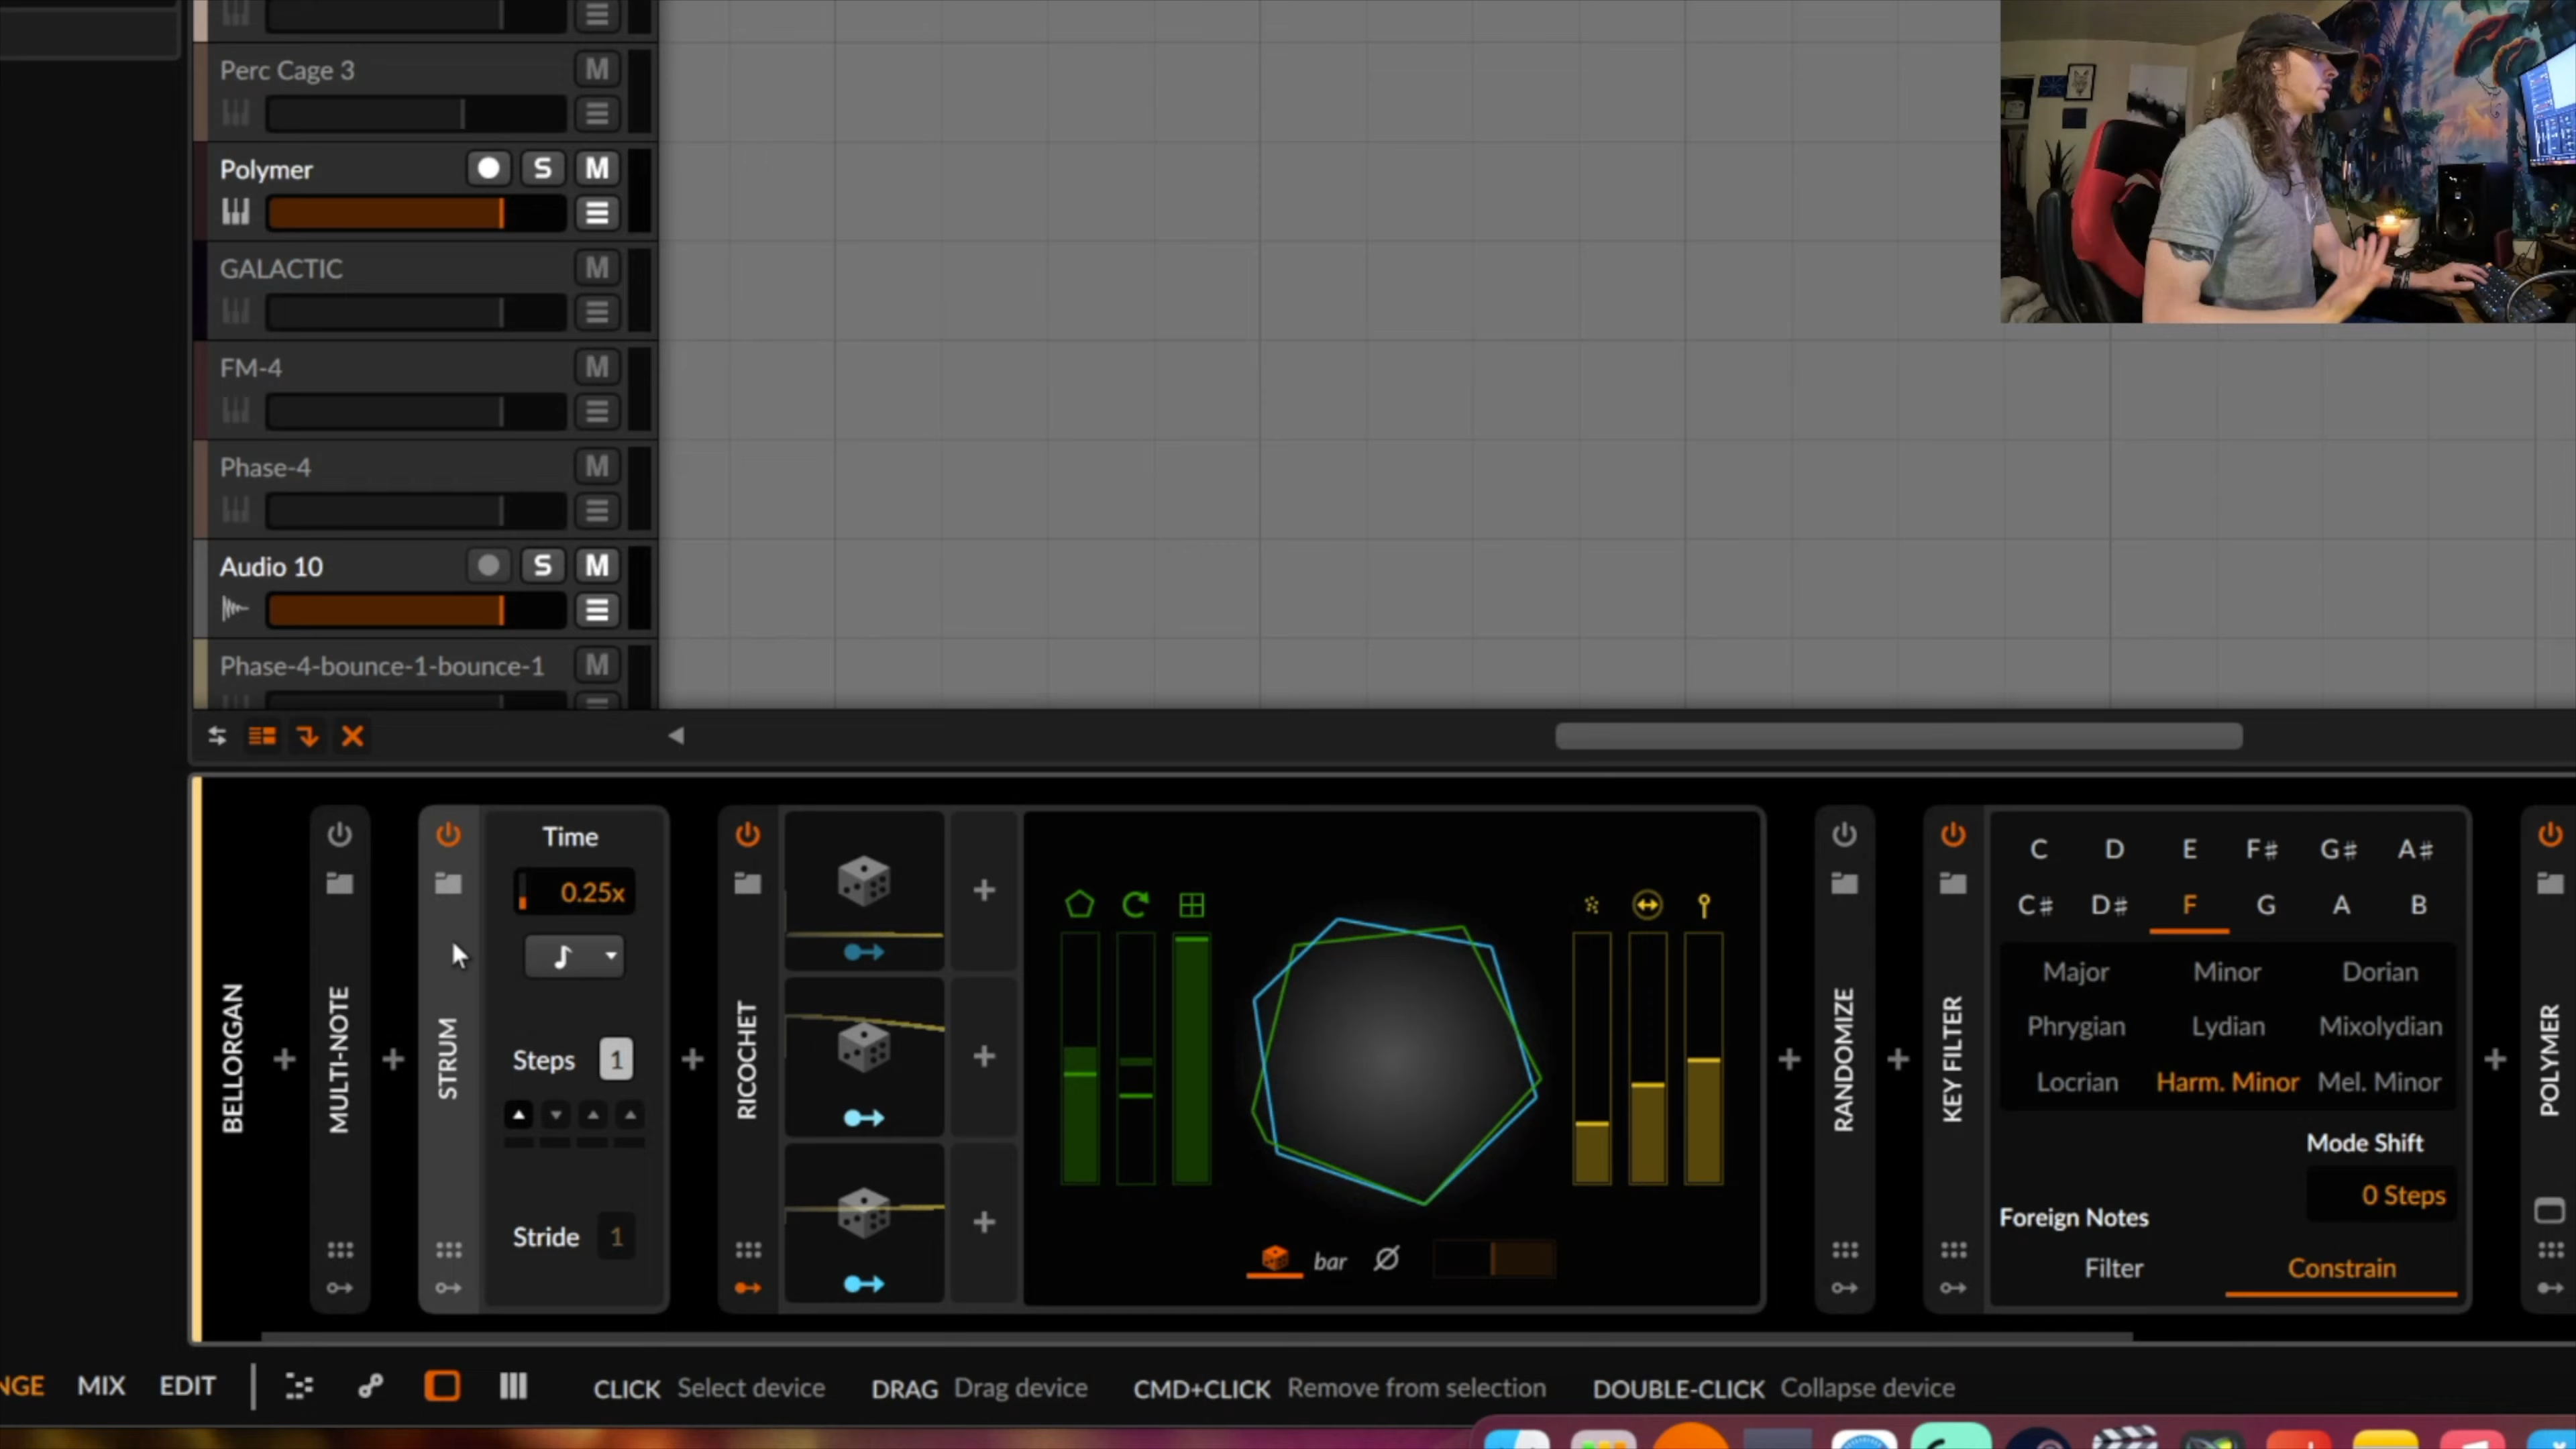 Perc Cage 3 M
Polymer S M
GALACTIC M
FM-4 M
Phase-4 M
Audio 10 S M
Phase-4-bounce-1-bounce-1 M
BELLORGAN
MULTI-NOTE
STRUM
Time
0.25x
Steps 1
Stride 1
RICOCHET
bar
RANDOMIZE
KEY FILTER
C D E F♯ G♯ A♯
C♯ D♯ F G A B
Major Minor Dorian
Phrygian Lydian Mixolydian
Locrian Harm. Minor Mel. Minor
Mode Shift
0 Steps
Foreign Notes
Filter Constrain
POLYMER
NGE MIX EDIT CLICK Select device DRAG Drag device CMD+CLICK Remove from selection DOUBLE-CLICK Collapse device